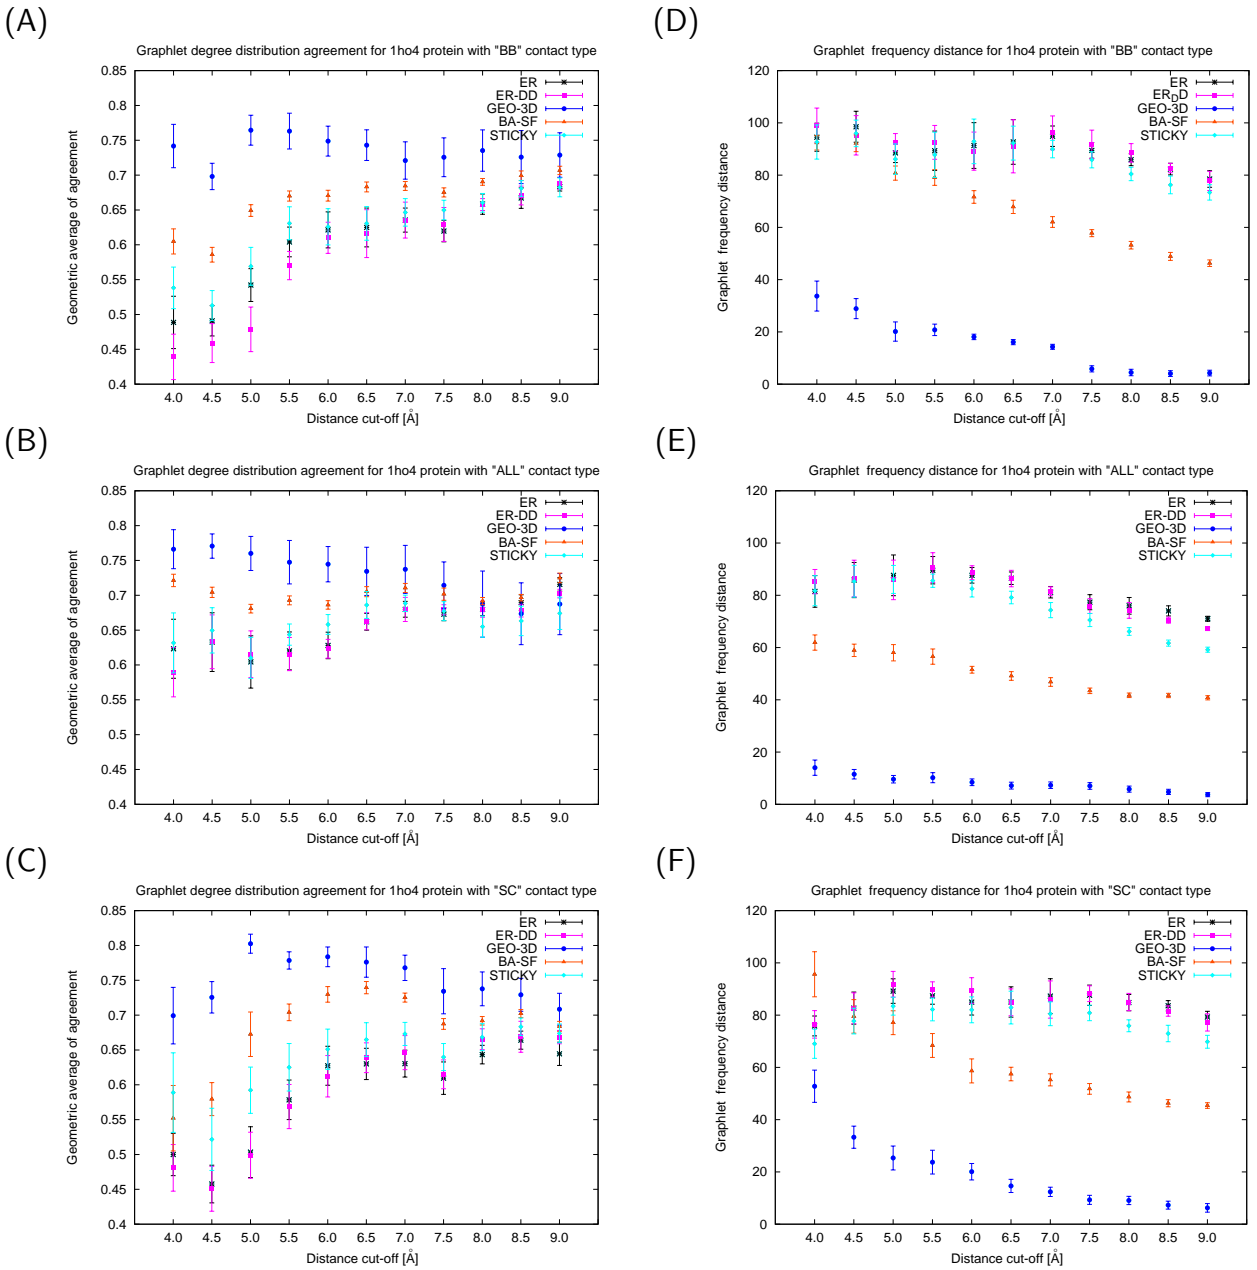 (A)
Graphlet degree distribution agreement for 1ho4 protein with "BB" contact type
Geometric average of agreement
0.85
0.8
0.75
0.7
0.65
0.6
0.55
0.5
0.45
0.4
ER
ER-DD
GEO-3D
BA-SF
STICKY
4.0 4.5 5.0 5.5 6.0 6.5 7.0 7.5 8.0 8.5 9.0
Distance cut-off [Å]
(D)
Graphlet frequency distance for 1ho4 protein with "BB" contact type
Graphlet frequency distance
120
100
80
60
40
20
0
ER
ER_DD
GEO-3D
BA-SF
STICKY
4.0 4.5 5.0 5.5 6.0 6.5 7.0 7.5 8.0 8.5 9.0
Distance cut-off [Å]
(B)
Graphlet degree distribution agreement for 1ho4 protein with "ALL" contact type
Geometric average of agreement
0.85
0.8
0.75
0.7
0.65
0.6
0.55
0.5
0.45
0.4
ER
ER-DD
GEO-3D
BA-SF
STICKY
4.0 4.5 5.0 5.5 6.0 6.5 7.0 7.5 8.0 8.5 9.0
Distance cut-off [Å]
(E)
Graphlet frequency distance for 1ho4 protein with "ALL" contact type
Graphlet frequency distance
120
100
80
60
40
20
0
ER
ER-DD
GEO-3D
BA-SF
STICKY
4.0 4.5 5.0 5.5 6.0 6.5 7.0 7.5 8.0 8.5 9.0
Distance cut-off [Å]
(C)
Graphlet degree distribution agreement for 1ho4 protein with "SC" contact type
Geometric average of agreement
0.85
0.8
0.75
0.7
0.65
0.6
0.55
0.5
0.45
0.4
ER
ER-DD
GEO-3D
BA-SF
STICKY
4.0 4.5 5.0 5.5 6.0 6.5 7.0 7.5 8.0 8.5 9.0
Distance cut-off [Å]
(F)
Graphlet frequency distance for 1ho4 protein with "SC" contact type
Graphlet frequency distance
120
100
80
60
40
20
0
ER
ER-DD
GEO-3D
BA-SF
STICKY
4.0 4.5 5.0 5.5 6.0 6.5 7.0 7.5 8.0 8.5 9.0
Distance cut-off [Å]